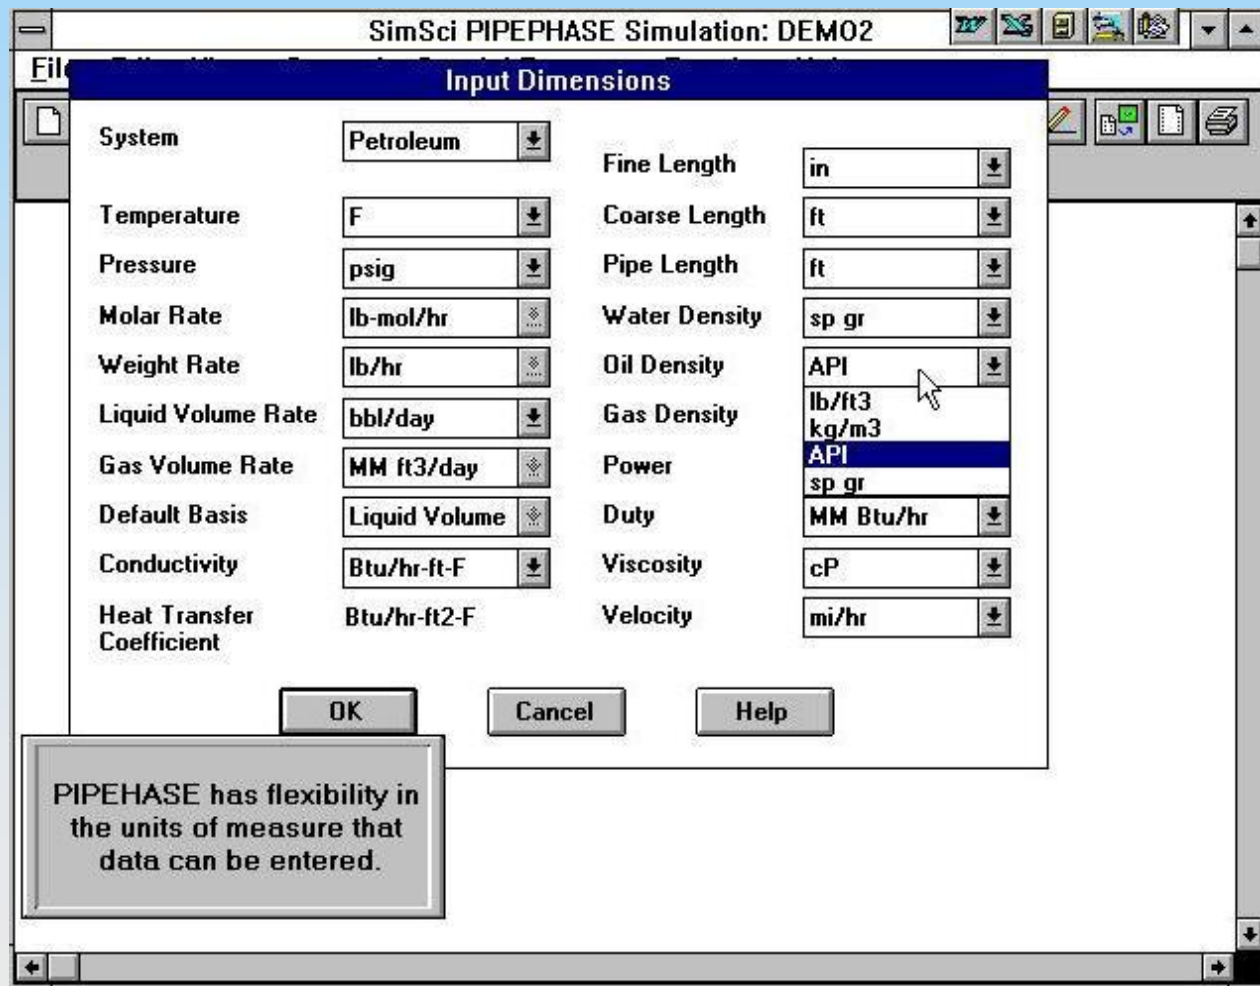 SimSci PIPEPHASE Simulation: DEMO2
Input Dimensions
System
Petroleum
Temperature
F
Pressure
psig
Molar Rate
lb-mol/hr
Weight Rate
lb/hr
Liquid Volume Rate
bbl/day
Gas Volume Rate
MM ft3/day
Default Basis
Liquid Volume
Conductivity
Btu/hr-ft-F
Heat Transfer
Coefficient
Btu/hr-ft2-F
Fine Length
in
Coarse Length
ft
Pipe Length
ft
Water Density
sp gr
Oil Density
API
lb/ft3
kg/m3
API
sp gr
Gas Density
Power
Duty
MM Btu/hr
Viscosity
cP
Velocity
mi/hr
OK
Cancel
Help
PIPEHASE has flexibility in
the units of measure that
data can be entered.